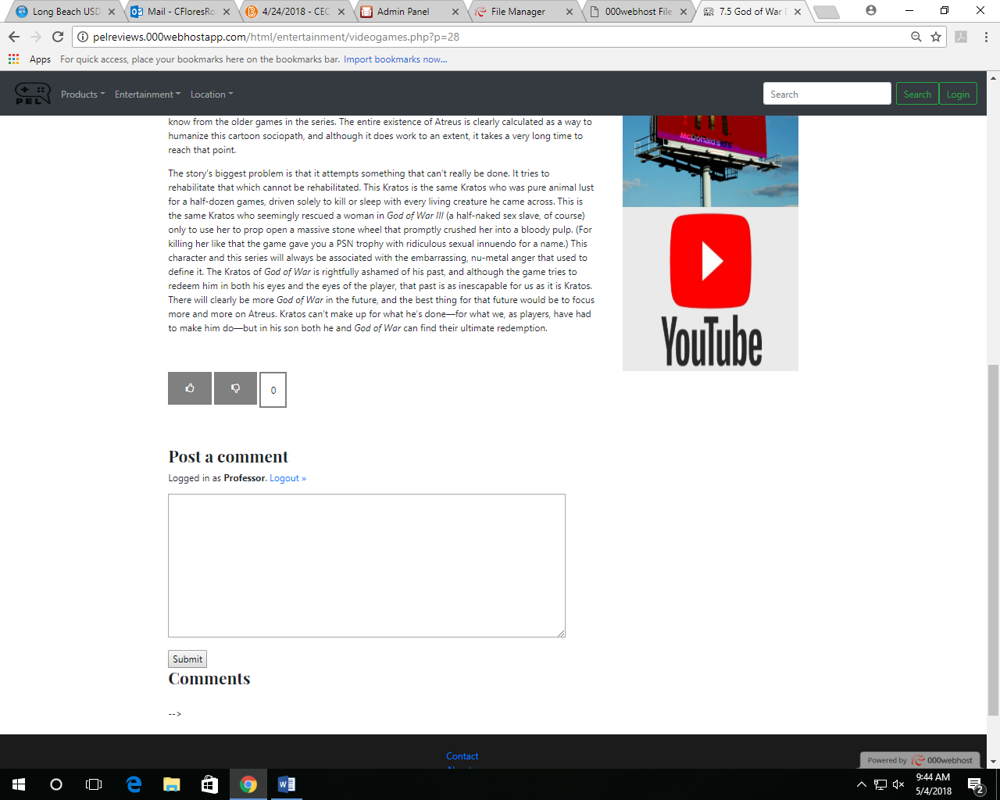 Long Beach USD
Mail - CFloresRo
4/24/2018 - CEC
Admin Panel
File Manager
000webhost File
7.5 God of War
pelreviews.000webhostapp.com/html/entertainment/videogames.php?p=28
Apps
For quick access, place your bookmarks here on the bookmarks bar. Import bookmarks now...
PEL
Products
Entertainment
Location
Search
Search
Login
know from the older games in the series. The entire existence of Atreus is clearly calculated as a way to
humanize this cartoon sociopath, and although it does work to an extent, it takes a very long time to
reach that point.
The story’s biggest problem is that it attempts something that can’t really be done. It tries to
rehabilitate that which cannot be rehabilitated. This Kratos is the same Kratos who was pure animal lust
for a half-dozen games, driven solely to kill or sleep with every living creature he came across. This is
the same Kratos who seemingly rescued a woman in God of War III (a half-naked sex slave, of course)
only to use her to prop open a massive stone wheel that promptly crushed her into a bloody pulp. (For
killing her like that the game gave you a PSN trophy with ridiculous sexual innuendo for a name.) This
character and this series will always be associated with the embarrassing, nu-metal anger that used to
define it. The Kratos of God of War is rightfully ashamed of his past, and although the game tries to
redeem him in both his eyes and the eyes of the player, that past is as inescapable for us as it is Kratos.
There will clearly be more God of War in the future, and the best thing for that future would be to focus
more and more on Atreus. Kratos can’t make up for what he’s done—for what we, as players, have had
to make him do—but in his son both he and God of War can find their ultimate redemption.
McDonald's
YouTube
0
Post a comment
Logged in as Professor. Logout »
Submit
Comments
-->
Contact
Powered by 000webhost
9:44 AM
5/4/2018
2